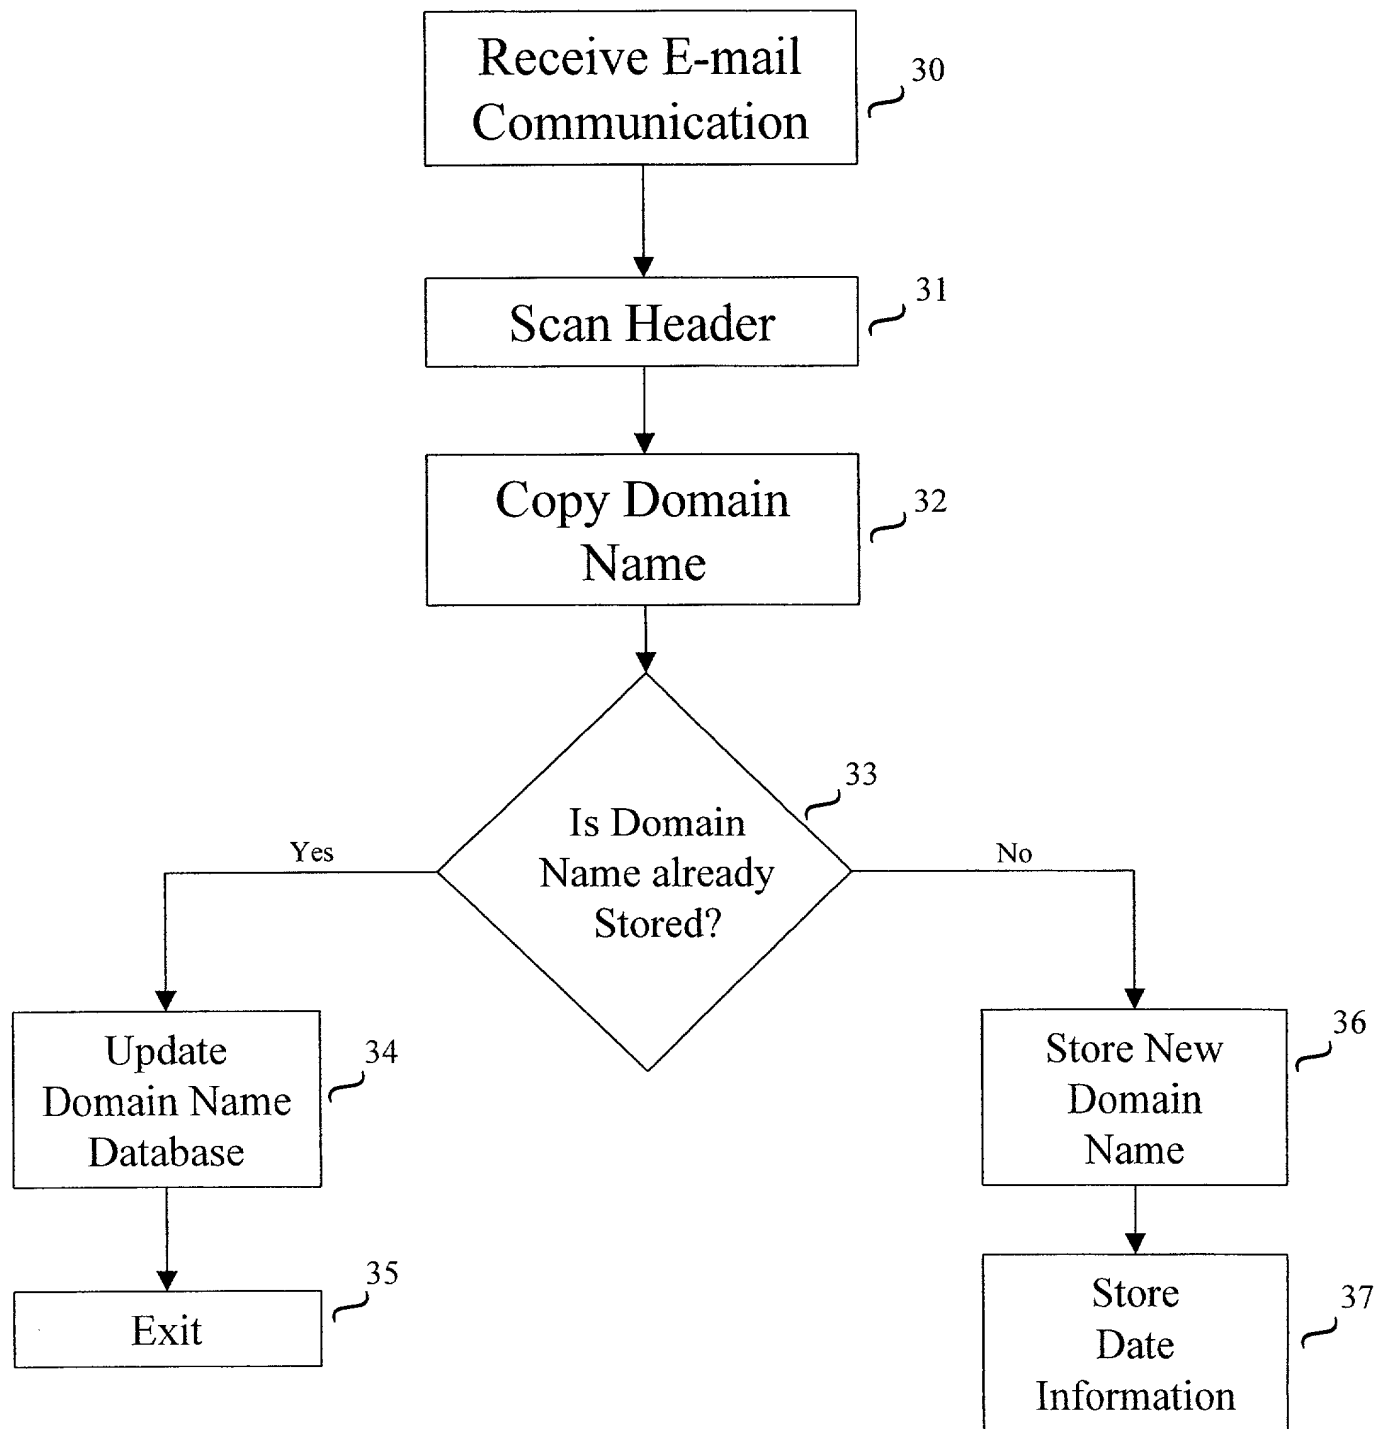 Receive E-mail
Communication
30
Scan Header
31
Copy Domain
Name
32
Is Domain
Name already
Stored?
33
Yes
No
Update
Domain Name
Database
34
Store New
Domain
Name
36
Exit
35
Store
Date
Information
37